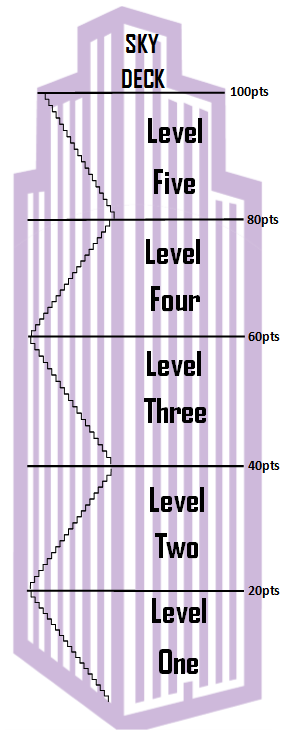 SKY
DECK
100pts
Level
Five
80pts
Level
Four
60pts
Level
Three
40pts
Level
Two
20pts
Level
One